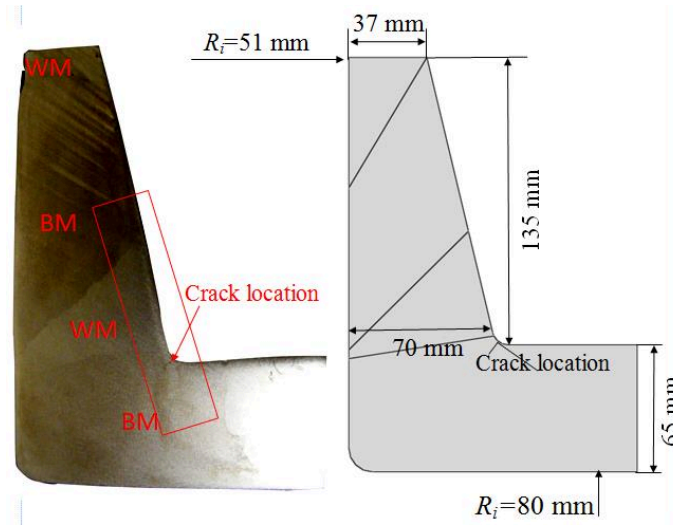 WM
BM
Crack location
WM
BM
37 mm
Ri=51 mm
135 mm
70 mm
Crack location
65 mm
Ri=80 mm